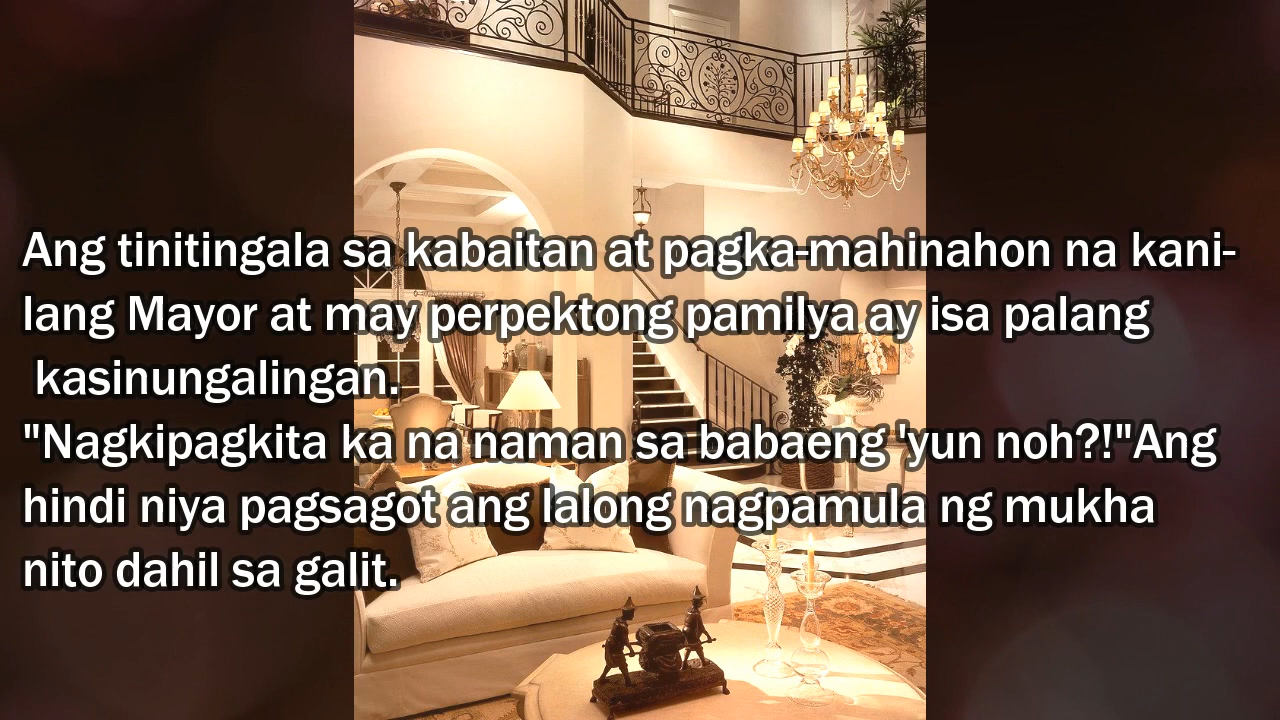 Ang tinitingala sa kabaitan at pagka-mahinahon na kani-
lang Mayor at may perpektong pamilya ay isa palang
kasinungalingan.
"Nagkipagkita ka na naman sa babaeng 'yun noh?!"Ang
hindi niya pagsagot ang lalong nagpamula ng mukha
nito dahil sa galit.